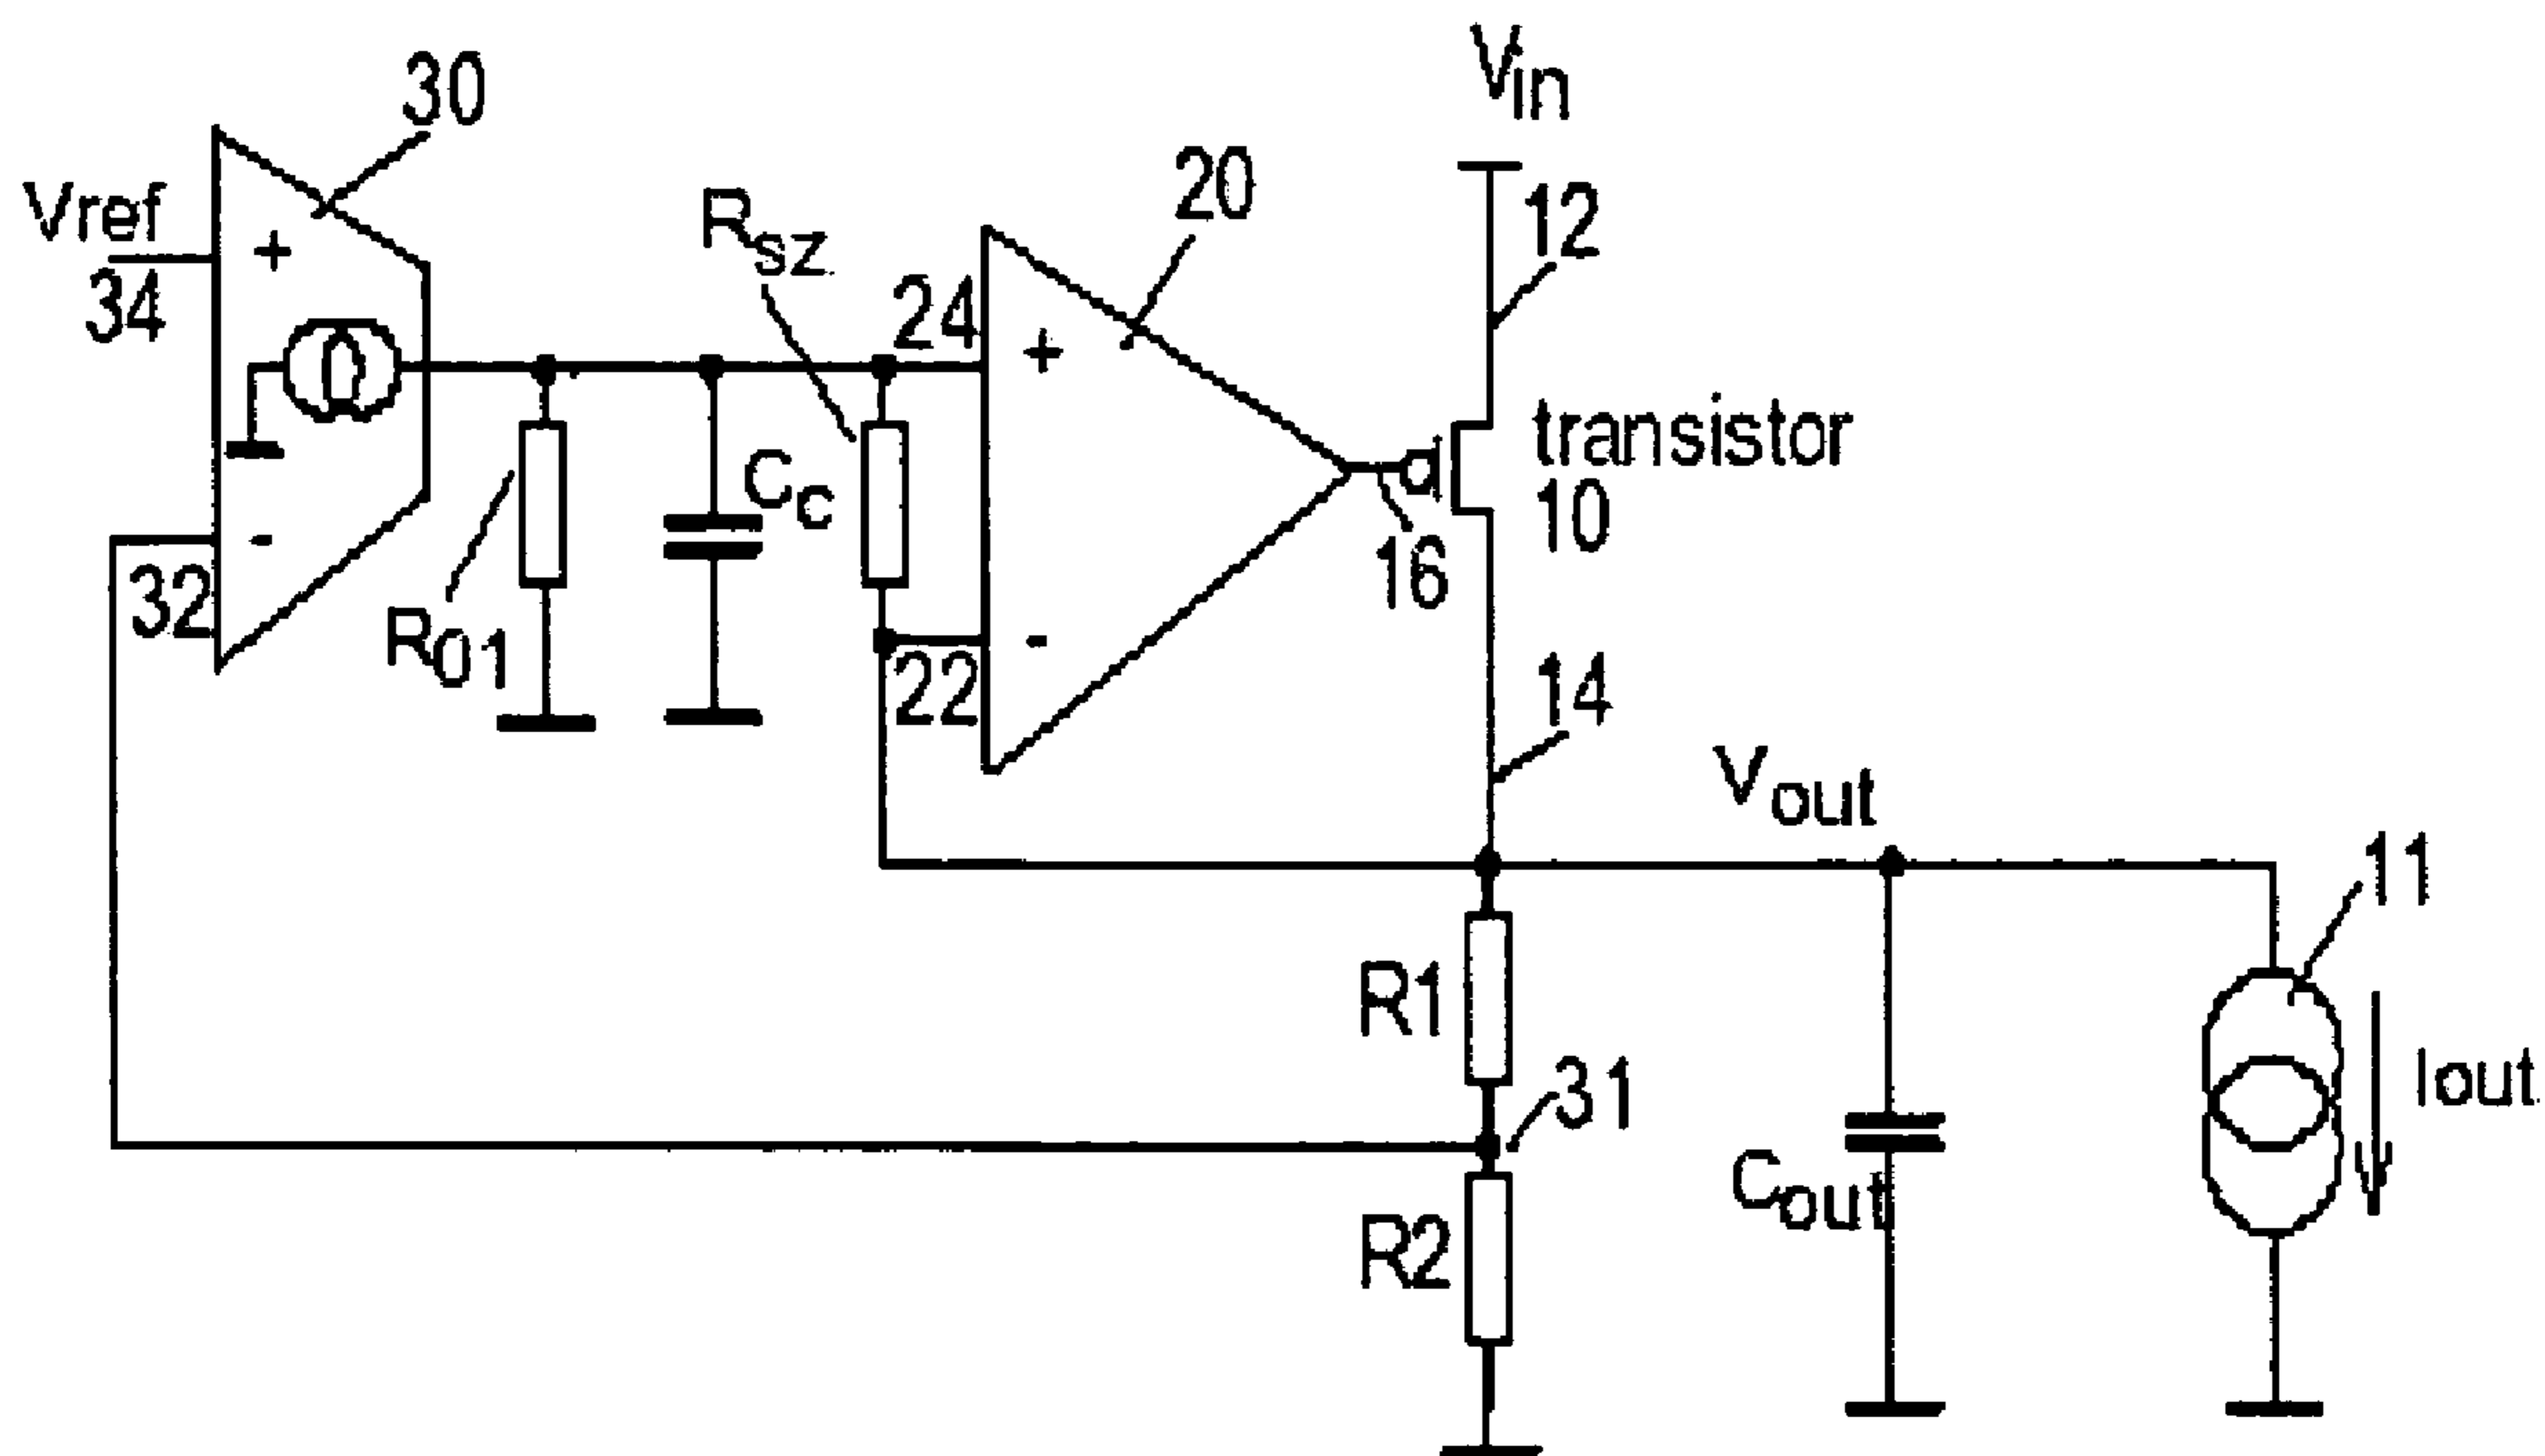 30
Vin
Vref
+
34
Rsz
20
12
24
+
transistor
10
Cc
16
-
32
R01
-
22
14
Vout
11
R1
31
Iout
Cout
R2